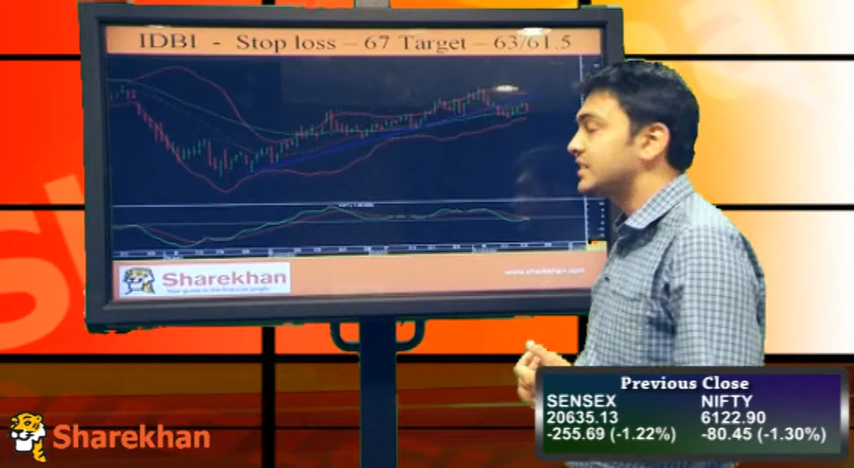 IDBI - Stop loss – 67 Target – 63/61.5
Sharekhan
Your guide to the financial jungle
www.sharekhan.com
Previous Close
SENSEX NIFTY
20635.13 6122.90
-255.69 (-1.22%) -80.45 (-1.30%)
Sharekhan